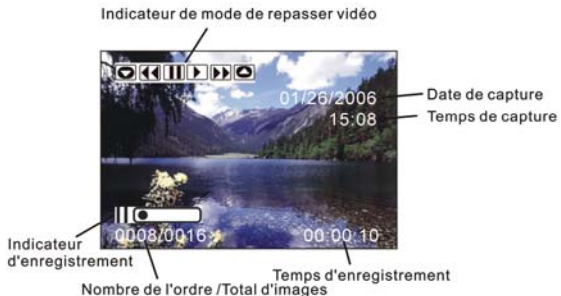 Indicateur de mode de repasser vidéo
01/26/2006
Date de capture
15:08
Temps de capture
Indicateur
d'enregistrement
0008/0016
00:00:10
Temps d'enregistrement
Nombre de l'ordre /Total d'images